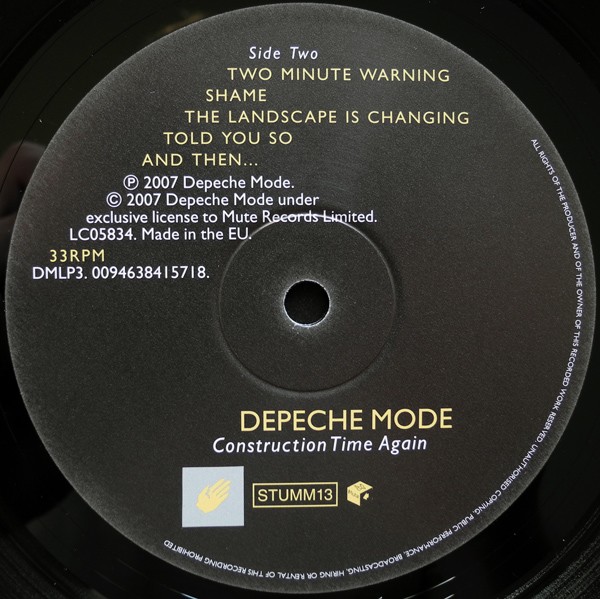 Side Two
TWO MINUTE WARNING
SHAME
THE LANDSCAPE IS CHANGING
TOLD YOU SO
AND THEN...
℗ 2007 Depeche Mode.
© 2007 Depeche Mode under
exclusive license to Mute Records Limited.
LC05834. Made in the EU.
33RPM
DMLP3. 0094638415718.
DEPECHE MODE
Construction Time Again
STUMM13
ALL RIGHTS OF THE PRODUCER AND OF THE OWNER OF THIS RECORDED WORK RESERVED. UNAUTHORISED COPYING, PUBLIC PERFORMANCE, BROADCASTING, HIRING OR RENTAL OF THIS RECORDING PROHIBITED